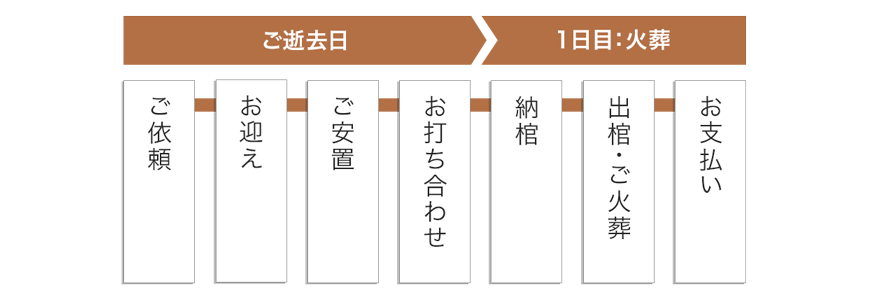 ご逝去日
1日目：火葬
ご依頼
お迎え
ご安置
お打ち合わせ
納棺
出棺・ご火葬
お支払い